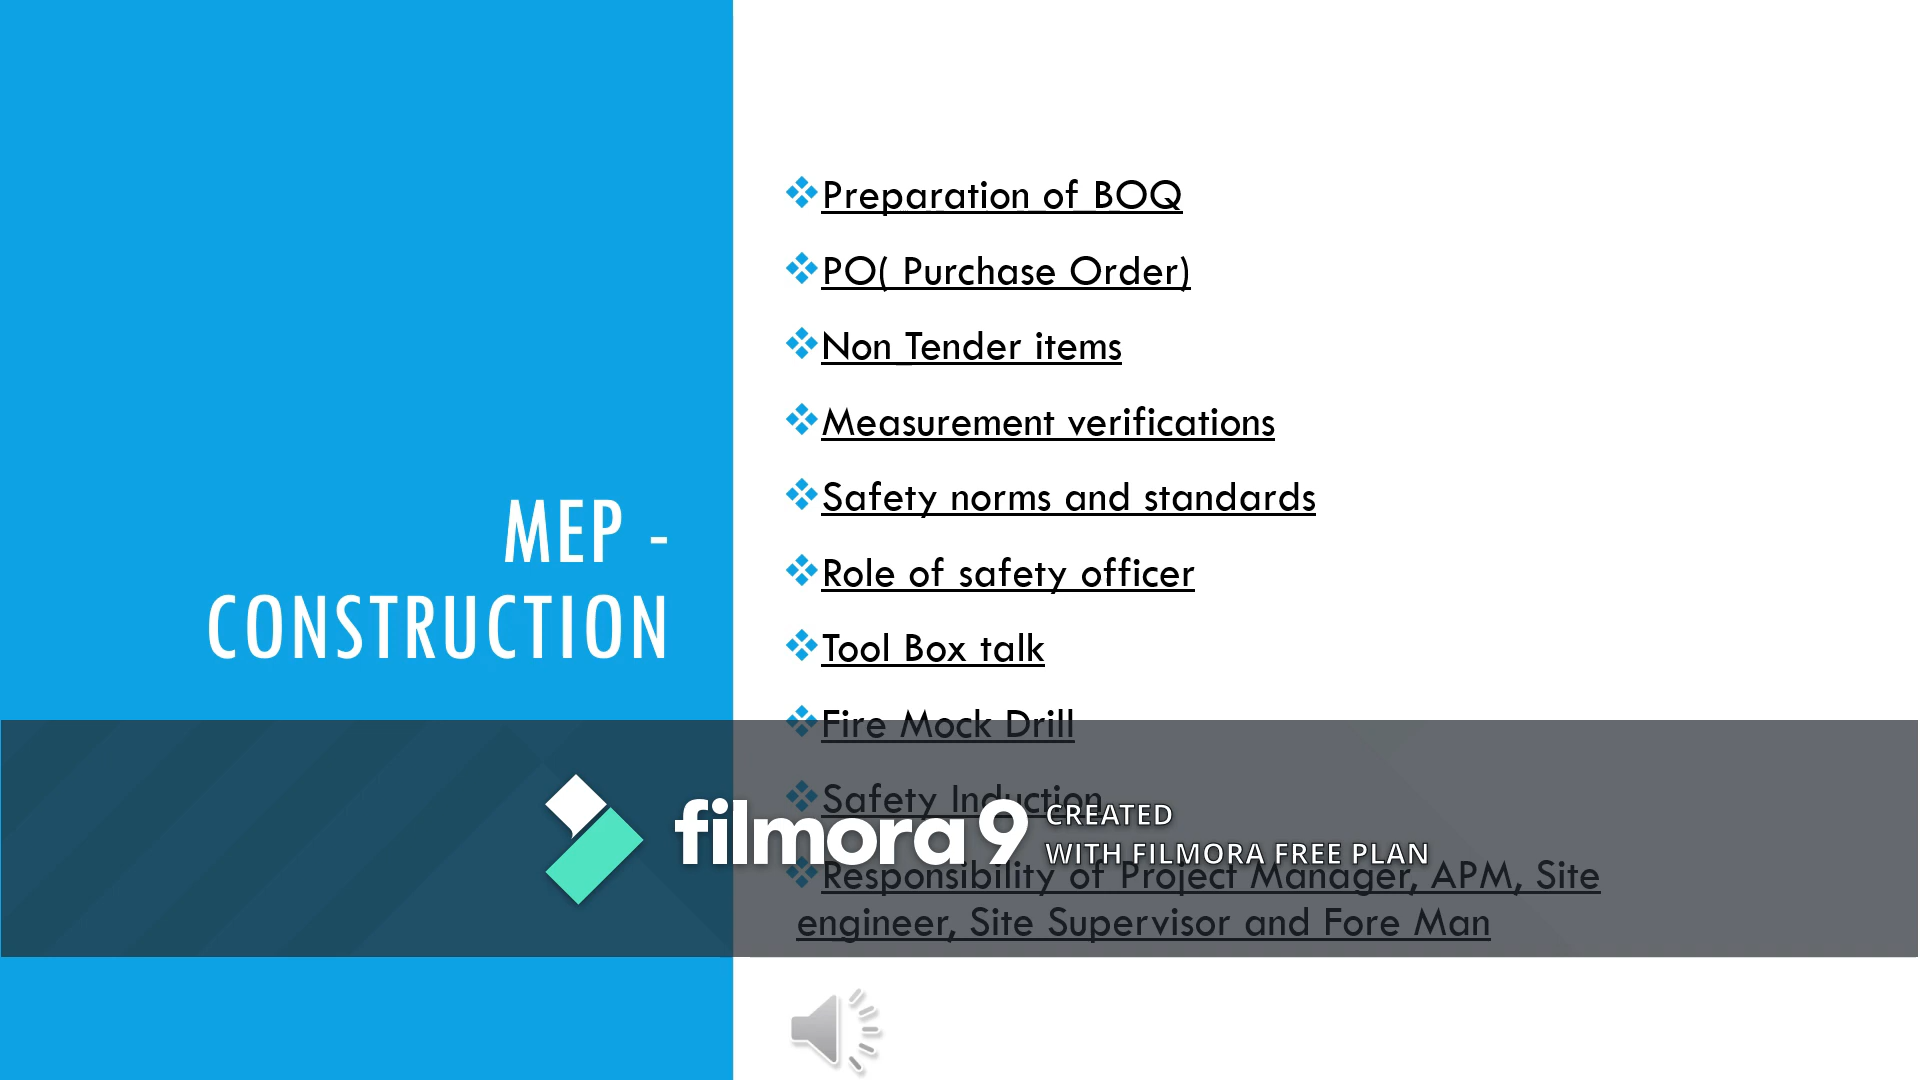 MEP -
CONSTRUCTION
Preparation of BOQ
PO( Purchase Order)
Non Tender items
Measurement verifications
Safety norms and standards
Role of safety officer
Tool Box talk
Fire Mock Drill
Safety Induction
Responsibility of Project Manager, APM, Site
engineer, Site Supervisor and Fore Man
filmora9
CREATED
WITH FILMORA FREE PLAN